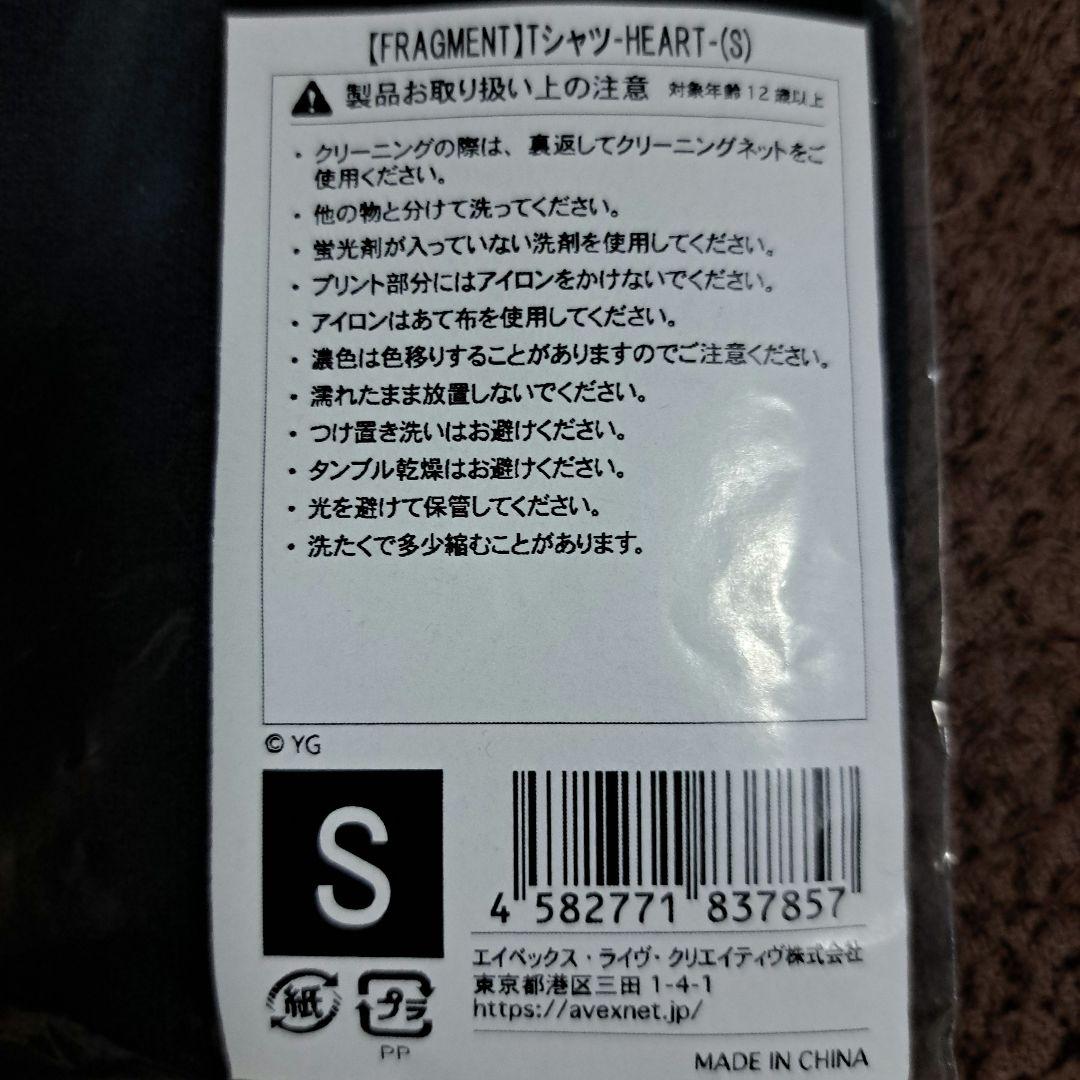 【FRAGMENT】Tシャツ-HEART-(S)
製品お取り扱い上の注意 対象年齢12歳以上
・クリーニングの際は、裏返してクリーニングネットをご
使用ください。
・他の物と分けて洗ってください。
・蛍光剤が入っていない洗剤を使用してください。
・プリント部分にはアイロンをかけないでください。
・アイロンはあて布を使用してください。
・濃色は色移りすることがありますのでご注意ください。
・濡れたまま放置しないでください。
・つけ置き洗いはお避けください。
・タンブル乾燥はお避けください。
・光を避けて保管してください。
・洗たくで多少縮むことがあります。
© YG
S
4 582771 837857
エイベックス・ライヴ・クリエイティヴ株式会社
東京都港区三田1-4-1
https://avexnet.jp/
紙 プラ
PP
MADE IN CHINA